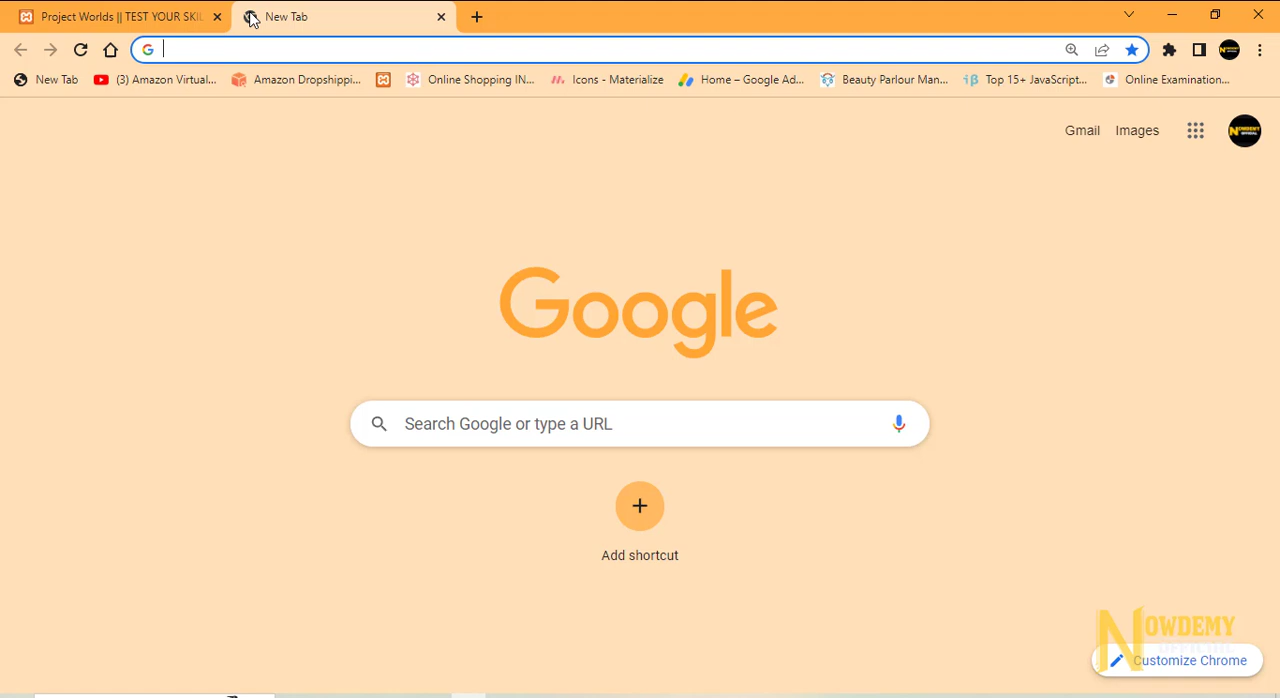 Project Worlds || TEST YOUR SKIL
New Tab
New Tab
(3) Amazon Virtual...
Amazon Dropshippi...
Online Shopping IN...
Icons - Materialize
Home – Google Ad...
Beauty Parlour Man...
Top 15+ JavaScript...
Online Examination...
Gmail
Images
NOWDEMY
Google
Search Google or type a URL
Add shortcut
NOWDEMY
OFFICIAL
Customize Chrome